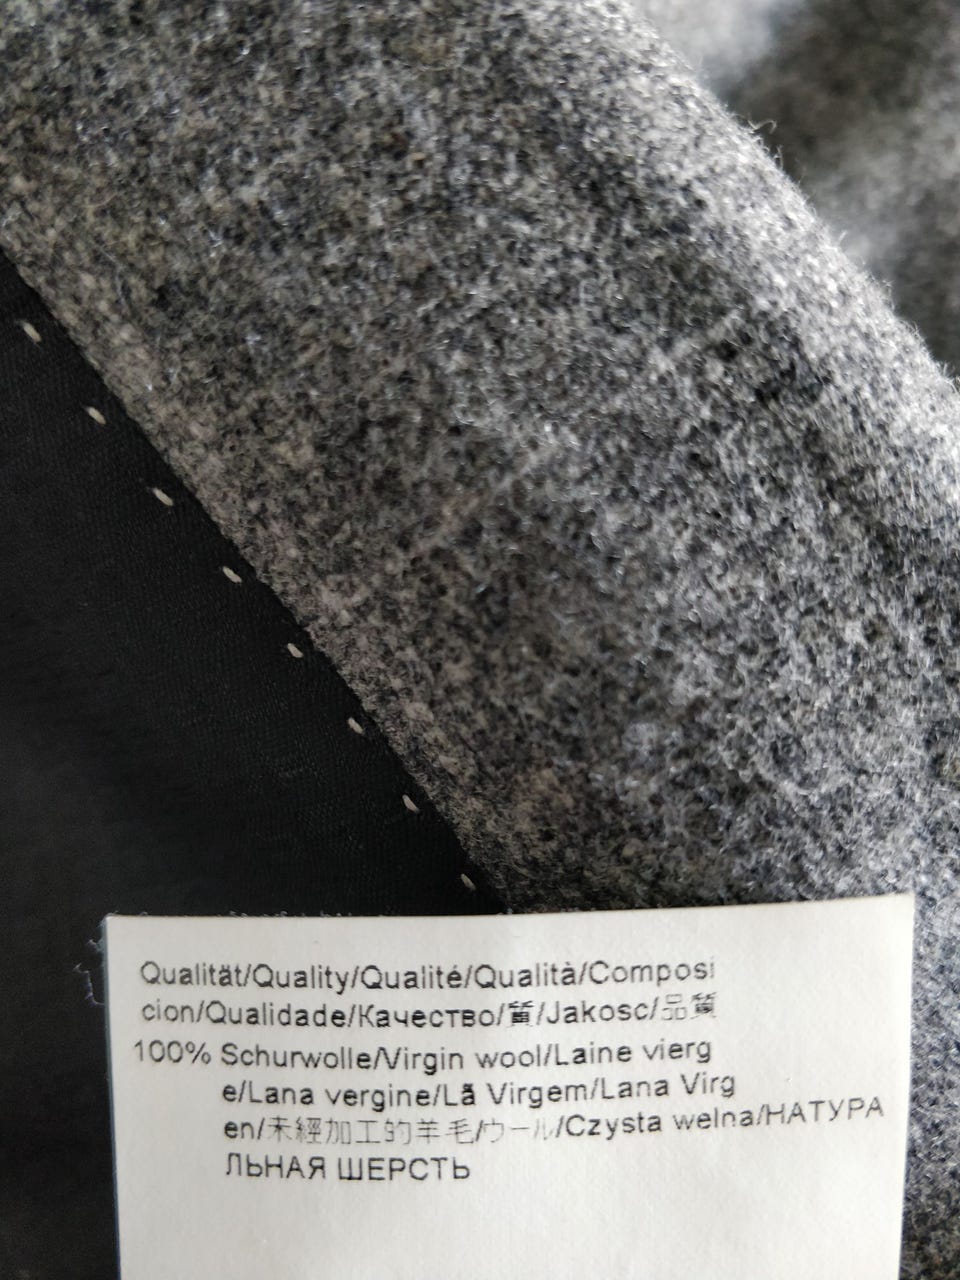 Qualität/Quality/Qualité/Qualità/Composi
cion/Qualidade/Качество/質/Jakosc/品質
100% Schurwolle/Virgin wool/Laine vierg
e/Lana vergine/Lã Virgem/Lana Virg
en/未經加工的羊毛/ウール/Czysta welna/НАТУРА
ЛЬНАЯ ШЕРСТЬ